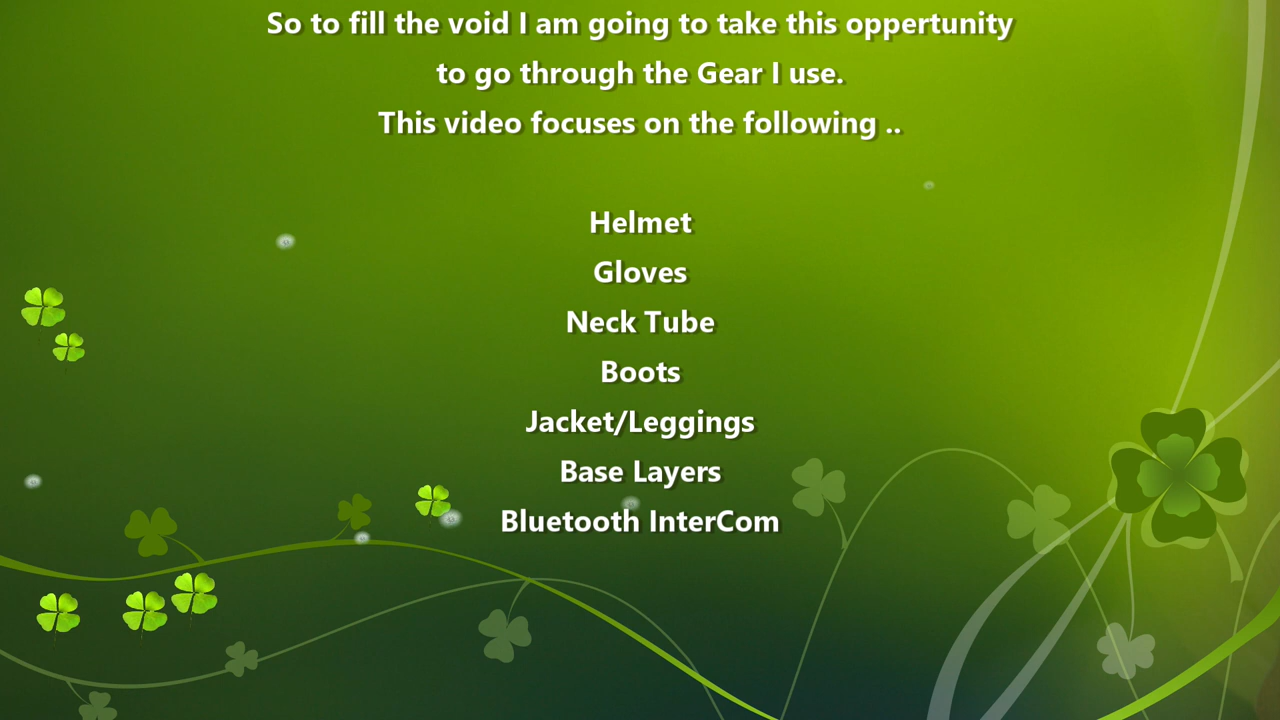 So to fill the void I am going to take this oppertunity
to go through the Gear I use.
This video focuses on the following ..
Helmet
Gloves
Neck Tube
Boots
Jacket/Leggings
Base Layers
Bluetooth InterCom